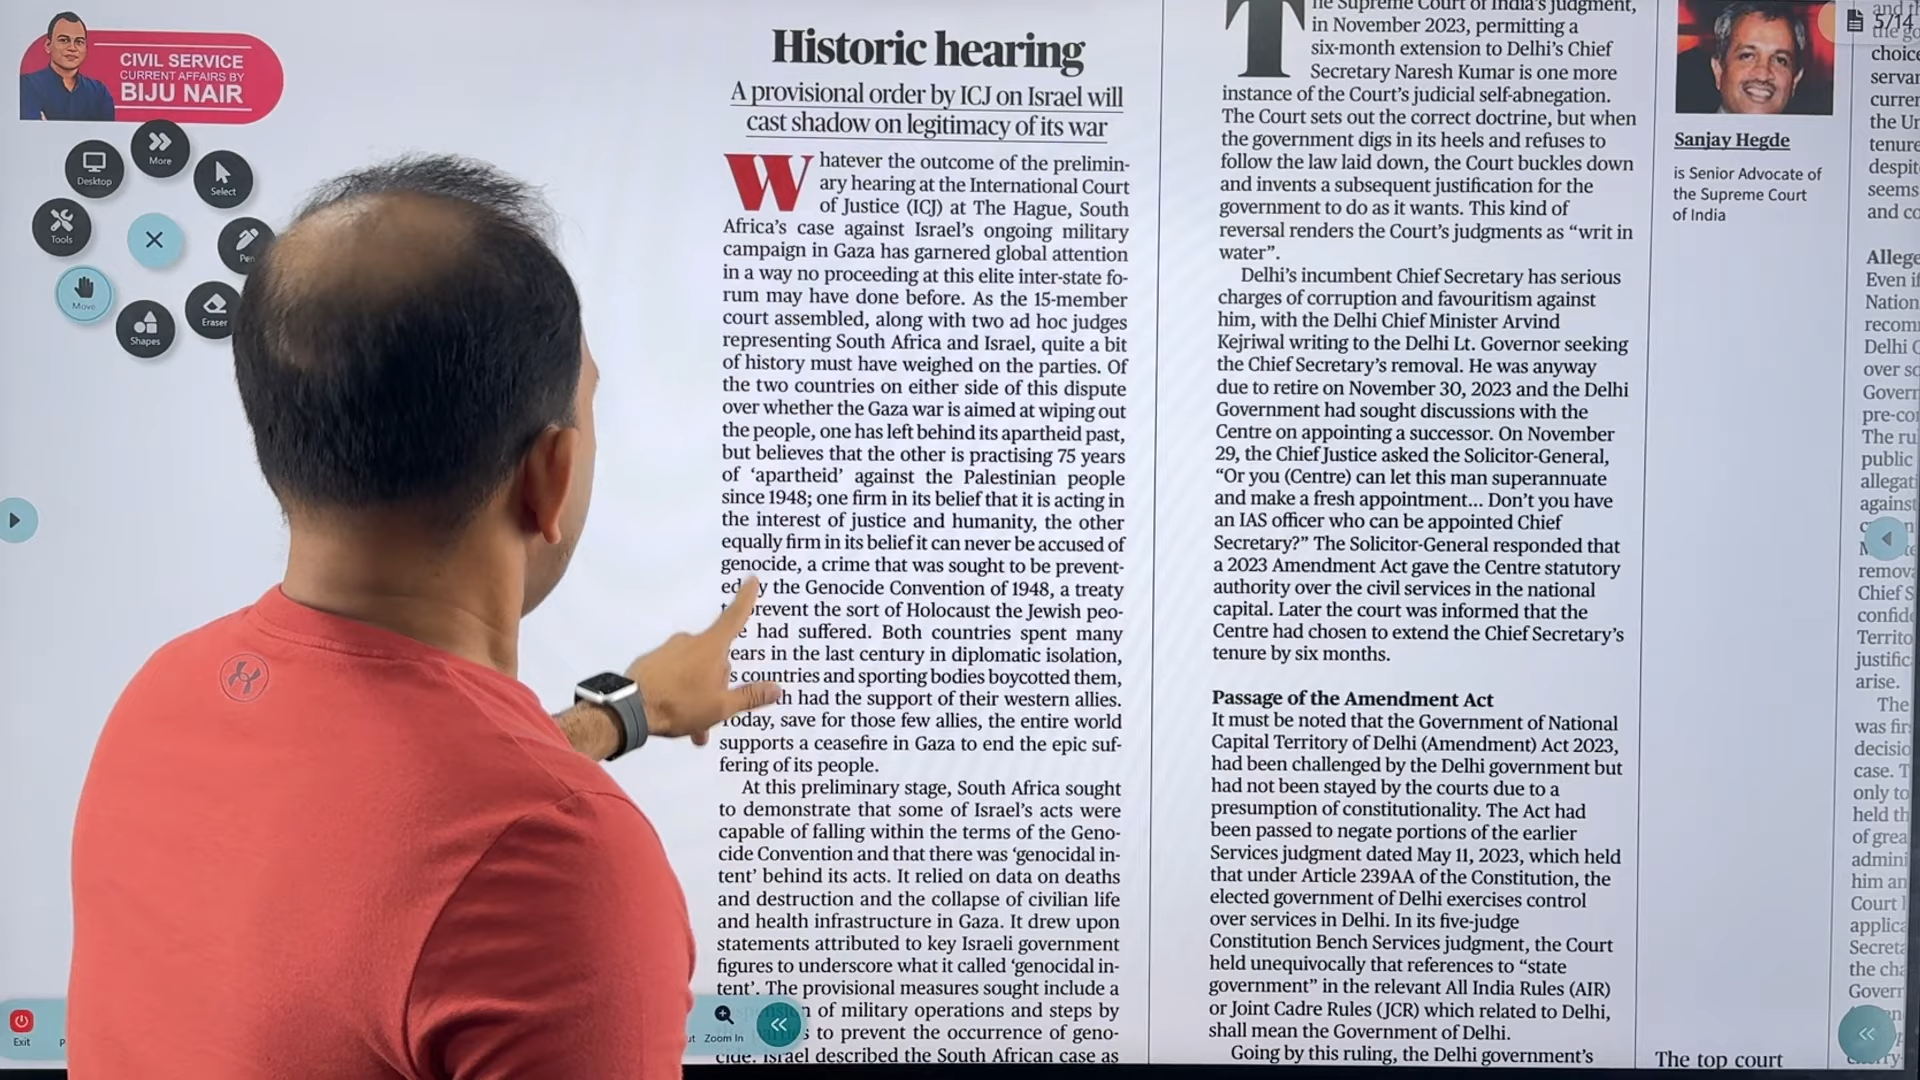 CIVIL SERVICE
CURRENT AFFAIRS BY
BIJU NAIR
More
Desktop
Select
Tools
Pen
Move
Eraser
Shapes
Exit
Zoom In
Historic hearing
A provisional order by ICJ on Israel will
cast shadow on legitimacy of its war
Whatever the outcome of the prelimin-
ary hearing at the International Court
of Justice (ICJ) at The Hague, South
Africa's case against Israel's ongoing military
campaign in Gaza has garnered global attention
in a way no proceeding at this elite inter-state fo-
rum may have done before. As the 15-member
court assembled, along with two ad hoc judges
representing South Africa and Israel, quite a bit
of history must have weighed on the parties. Of
the two countries on either side of this dispute
over whether the Gaza war is aimed at wiping out
the people, one has left behind its apartheid past,
but believes that the other is practising 75 years
of 'apartheid' against the Palestinian people
since 1948; one firm in its belief that it is acting in
the interest of justice and humanity, the other
equally firm in its belief it can never be accused of
genocide, a crime that was sought to be prevent-
ed by the Genocide Convention of 1948, a treaty
prevent the sort of Holocaust the Jewish peo-
had suffered. Both countries spent many
years in the last century in diplomatic isolation,
countries and sporting bodies boycotted them,
had the support of their western allies.
Today, save for those few allies, the entire world
supports a ceasefire in Gaza to end the epic suf-
fering of its people.
At this preliminary stage, South Africa sought
to demonstrate that some of Israel's acts were
capable of falling within the terms of the Geno-
cide Convention and that there was 'genocidal in-
tent' behind its acts. It relied on data on deaths
and destruction and the collapse of civilian life
and health infrastructure in Gaza. It drew upon
statements attributed to key Israeli government
figures to underscore what it called 'genocidal in-
tent'. The provisional measures sought include a
of military operations and steps by
to prevent the occurrence of geno-
cide. Israel described the South African case as
The Supreme Court of India's judgment,
in November 2023, permitting a
six-month extension to Delhi's Chief
Secretary Naresh Kumar is one more
instance of the Court's judicial self-abnegation.
The Court sets out the correct doctrine, but when
the government digs in its heels and refuses to
follow the law laid down, the Court buckles down
and invents a subsequent justification for the
government to do as it wants. This kind of
reversal renders the Court's judgments as “writ in
water”.
Delhi's incumbent Chief Secretary has serious
charges of corruption and favouritism against
him, with the Delhi Chief Minister Arvind
Kejriwal writing to the Delhi Lt. Governor seeking
the Chief Secretary's removal. He was anyway
due to retire on November 30, 2023 and the Delhi
Government had sought discussions with the
Centre on appointing a successor. On November
29, the Chief Justice asked the Solicitor-General,
“Or you (Centre) can let this man superannuate
and make a fresh appointment... Don't you have
an IAS officer who can be appointed Chief
Secretary?” The Solicitor-General responded that
a 2023 Amendment Act gave the Centre statutory
authority over the civil services in the national
capital. Later the court was informed that the
Centre had chosen to extend the Chief Secretary's
tenure by six months.
Passage of the Amendment Act
It must be noted that the Government of National
Capital Territory of Delhi (Amendment) Act 2023,
had been challenged by the Delhi government but
had not been stayed by the courts due to a
presumption of constitutionality. The Act had
been passed to negate portions of the earlier
Services judgment dated May 11, 2023, which held
that under Article 239AA of the Constitution, the
elected government of Delhi exercises control
over services in Delhi. In its five-judge
Constitution Bench Services judgment, the Court
held unequivocally that references to “state
government” in the relevant All India Rules (AIR)
or Joint Cadre Rules (JCR) which related to Delhi,
shall mean the Government of Delhi.
Going by this ruling, the Delhi government's
Sanjay Hegde
is Senior Advocate of
the Supreme Court
of India
The top court
5/14